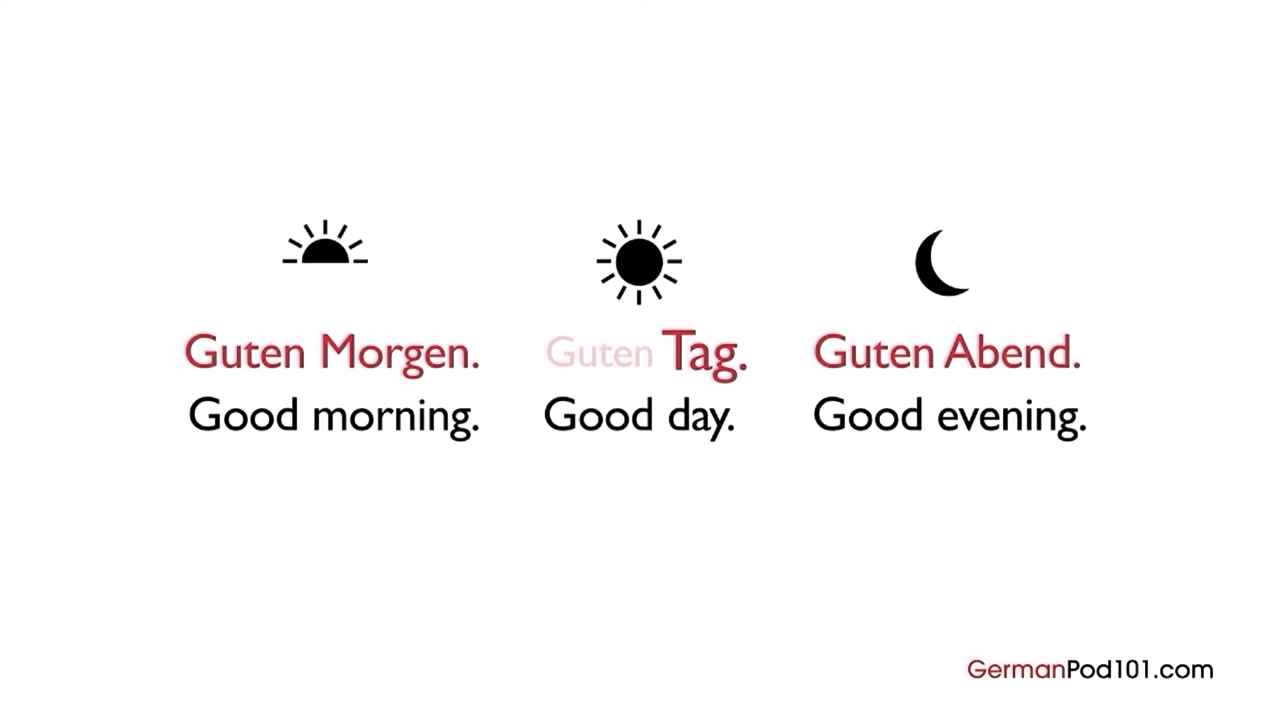 Guten Morgen.
Good morning.
Guten Tag.
Good day.
Guten Abend.
Good evening.
GermanPod101.com